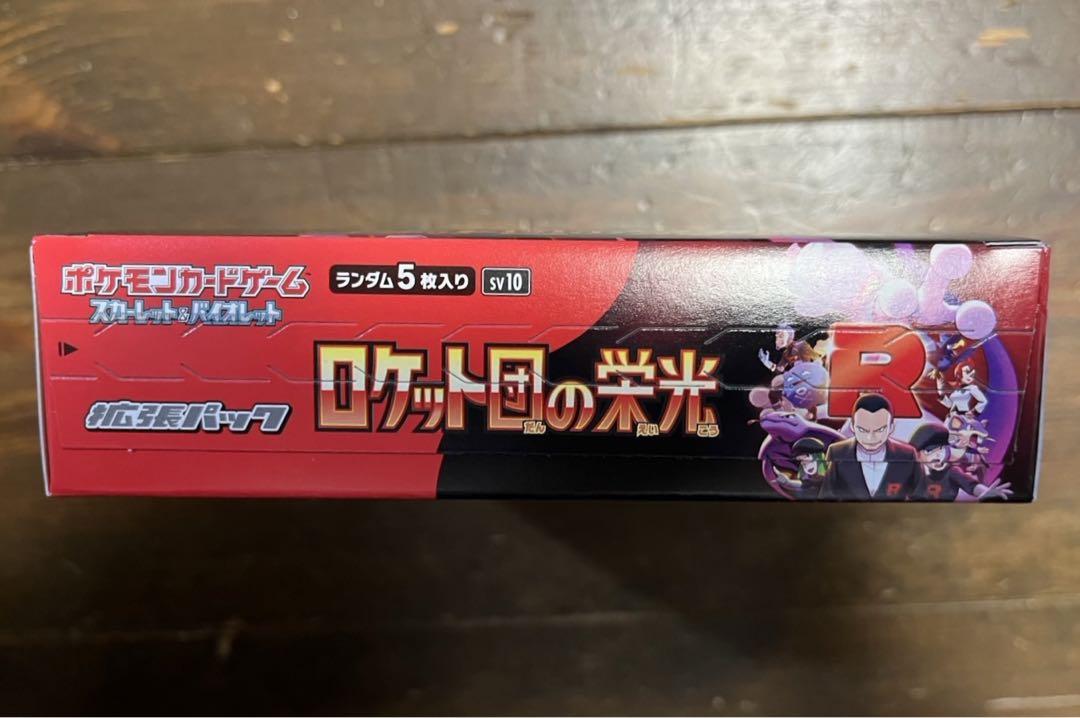 ポケモンカードゲーム
スカーレット&バイオレット
ランダム5枚入り
SV10
拡張パック
ロケット団の栄光
だん えい こう
R
R R